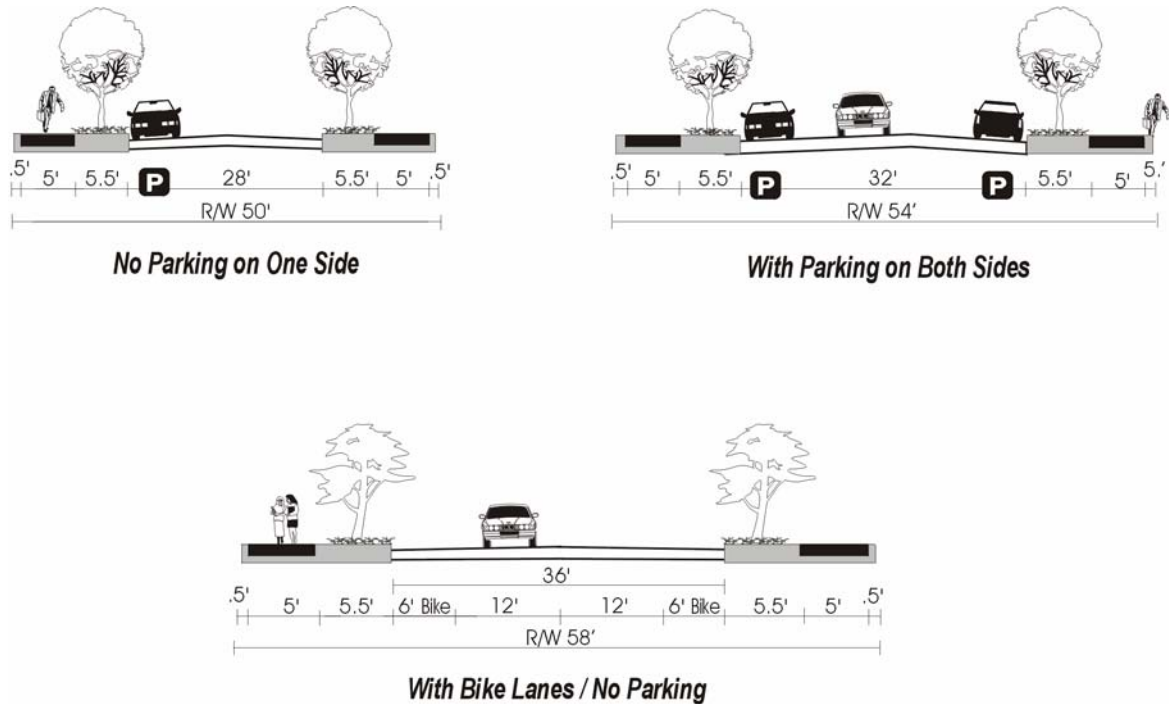 .5' 5' 5.5' P 28' 5.5' 5' .5'
R/W 50'
No Parking on One Side
.5' 5' 5.5' P 32' P 5.5' 5' 5.'
R/W 54'
With Parking on Both Sides
36'
.5' 5' 5.5' 6' Bike 12' 12' 6' Bike 5.5' 5' .5'
R/W 58'
With Bike Lanes / No Parking